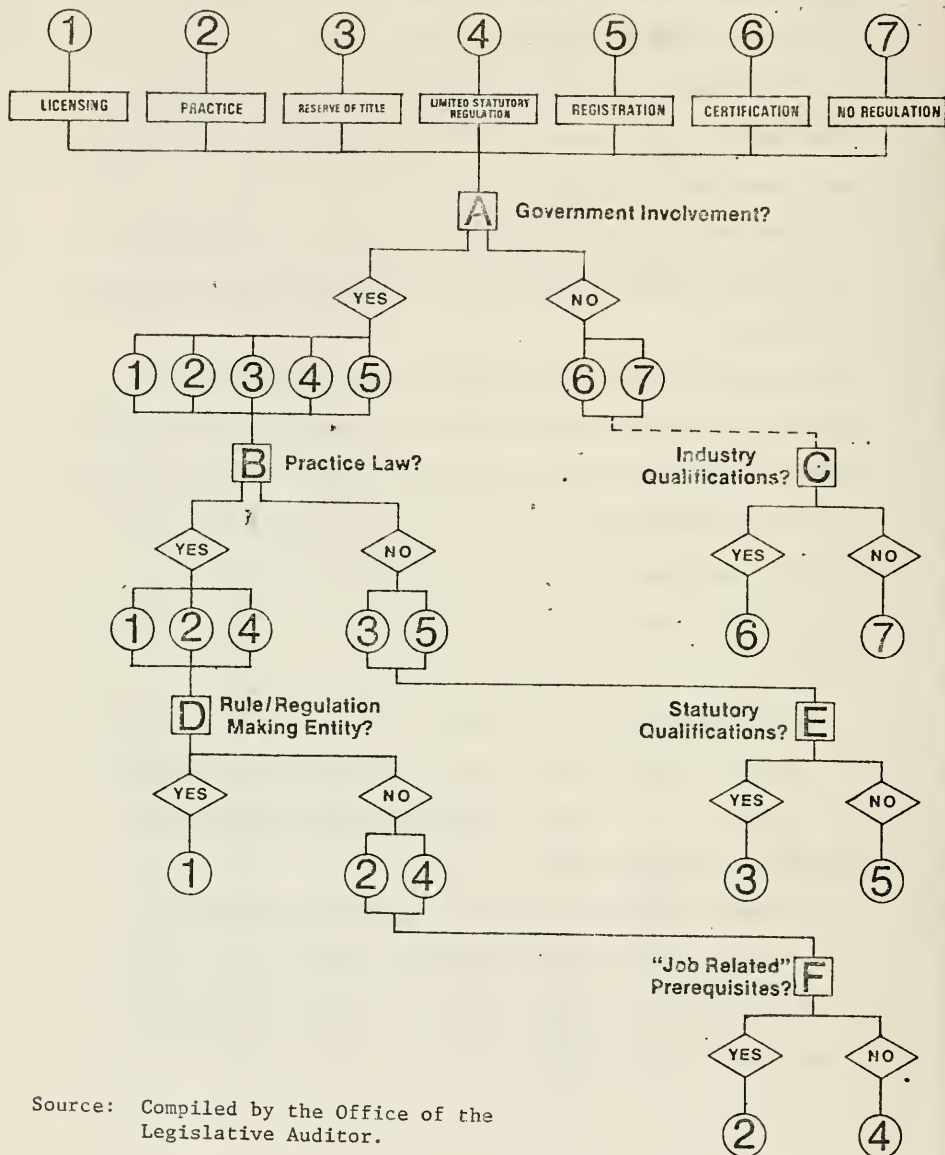 1 2 3 4 5 6 7
LICENSING PRACTICE RESERVE OF TITLE LIMITED STATUTORY REGISTRATION CERTIFICATION NO REGULATION
REGULATION
A Government Involvement?
YES NO
1 2 3 4 5 6 7
B Practice Law? Industry C
Qualifications?
YES NO YES NO
1 2 4 3 5 6 7
D Rule/Regulation Statutory E
Making Entity? Qualifications?
YES NO YES NO
1 2 4 3 5
"Job Related" F
Prerequisites?
YES NO
Source: Compiled by the Office of the
Legislative Auditor.
2 4